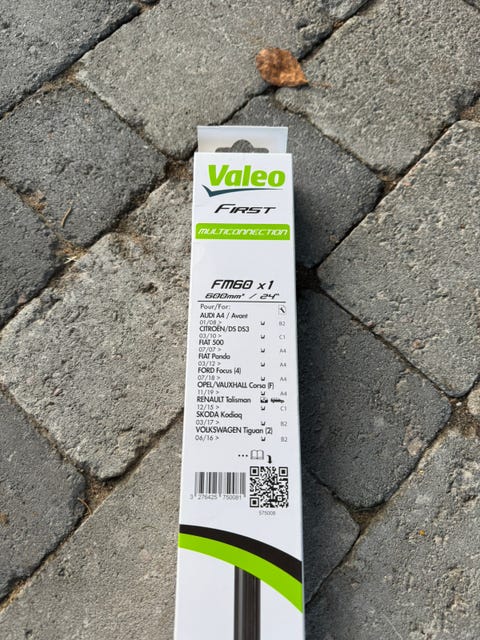 Valeo
First
MULTICONNECTION
FM60 x1
600mm* / 24"
Pour/For:
AUDI A4 / Avant
01/08 > B2
CITROËN/DS DS3
03/10 > C1
FIAT 500
07/07 > A4
FIAT Panda
03/12 > A4
FORD Focus (4)
07/18 > A4
OPEL/VAUXHALL Corsa (F)
11/19 > A4
RENAULT Talisman
12/15 > C1
SKODA Kodiaq
03/17 > B2
VOLKSWAGEN Tiguan (2)
06/16 > B2
...
3 276425 750081
575008